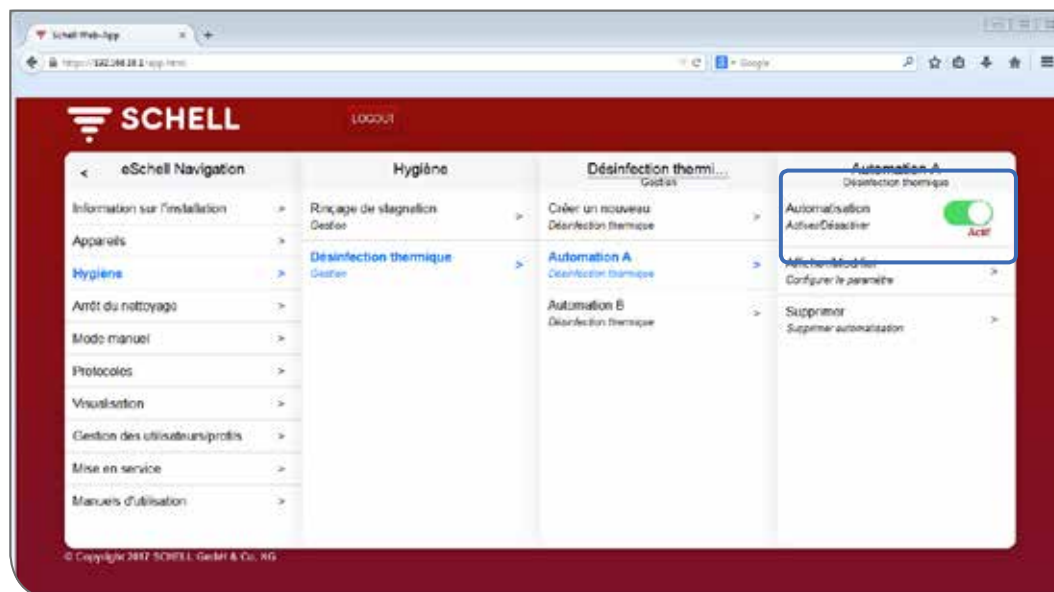 Schell Web-App
Google
SCHELL
LOGOUT
eSchell Navigation
Information sur l'installation
Appareils
Hygiène
Arrêt du nettoyage
Mode manuel
Protocoles
Visualisation
Gestion des utilisateurs/profils
Mise en service
Manuels d'utilisation
Hygiène
Rinçage de stagnation
Gestion
Désinfection thermique
Gestion
Désinfection thermi...
Gestion
Créer un nouveau
Désinfection thermique
Automation A
Désinfection thermique
Automation B
Désinfection thermique
Automation A
Désinfection thermique
Automatisation
Activer/Désactiver
Actif
Afficher/Modifier
Configurer le paramètre
Supprimer
Supprimer automatisation
© Copyright 2017 SCHELL GmbH & Co. KG